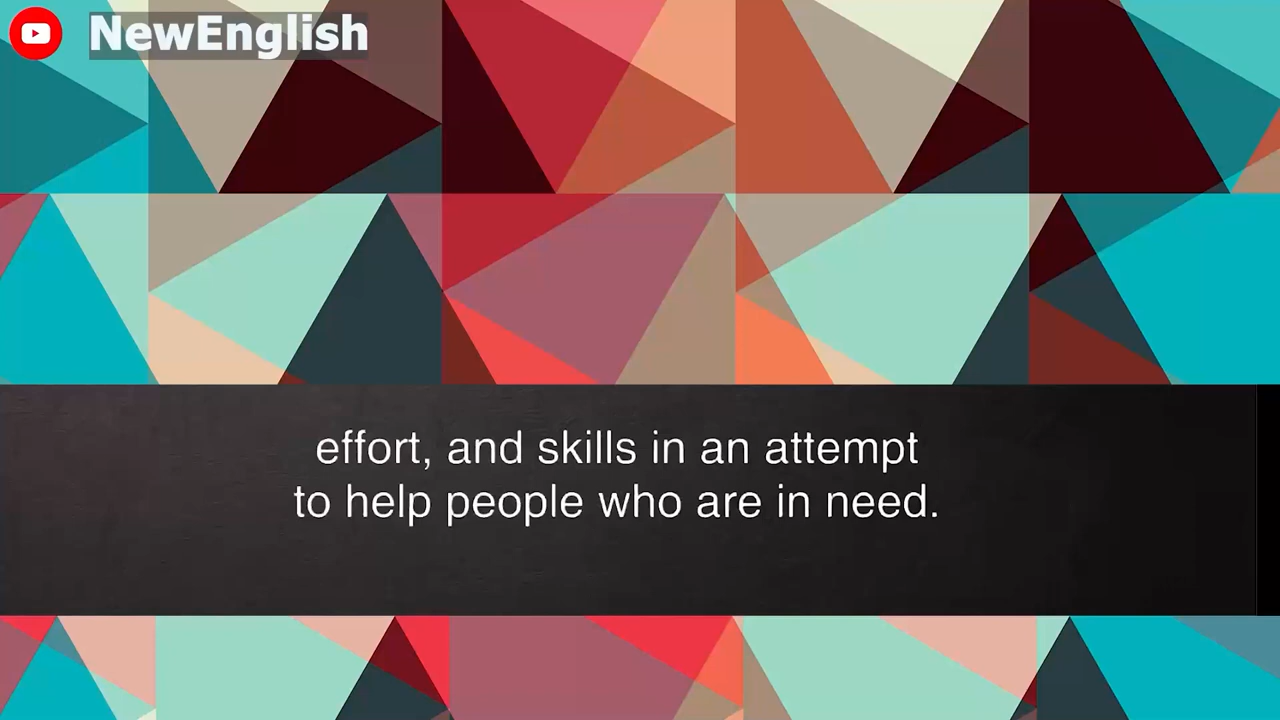 NewEnglish
effort, and skills in an attempt
to help people who are in need.